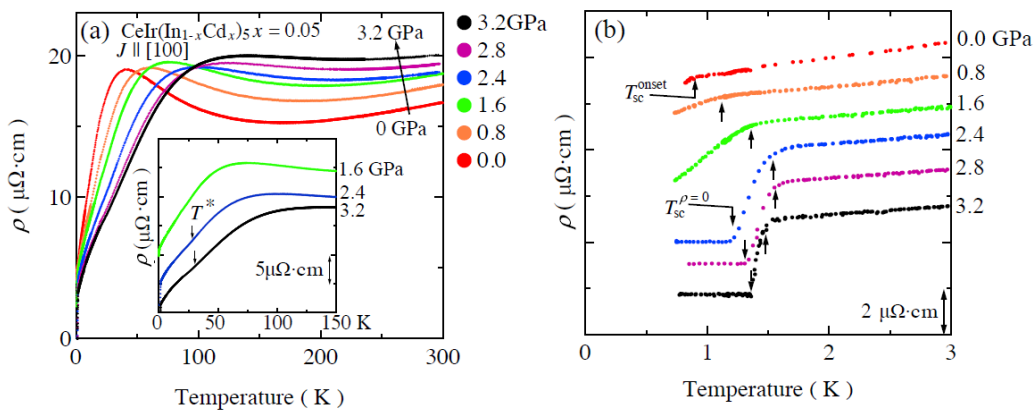 (a)
CeIr(In1-xCdx)5 x = 0.05
J || [100]
3.2 GPa
0 GPa
20
10
0
ρ ( μΩ·cm)
0
100
200
300
Temperature ( K )
3.2GPa
2.8
2.4
1.6
0.8
0.0
1.6 GPa
2.4
3.2
T*
5μΩ·cm
ρ ( μΩ·cm)
0
50
100
150 K
(b)
0.0 GPa
0.8
1.6
2.4
2.8
3.2
Tsc^onset
Tsc^ρ=0
2 μΩ·cm
ρ ( μΩ·cm)
0
1
2
3
Temperature ( K )